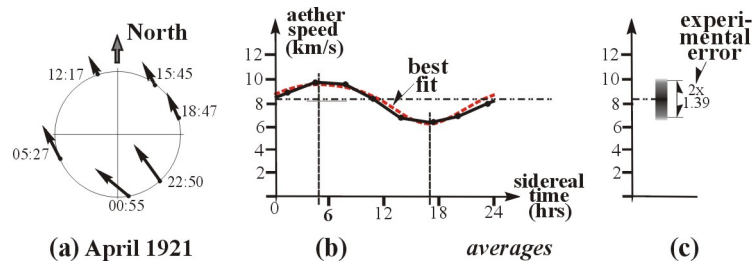 North
12:17
15:45
18:47
05:27
22:50
00:55
(a) April 1921
aether
speed
(km/s)
12
10
8
6
4
2
0
6
12
18
24
best
fit
sidereal
time
(hrs)
(b)
averages
experi-
mental
error
12
10
8
6
4
2
2x
1.39
(c)